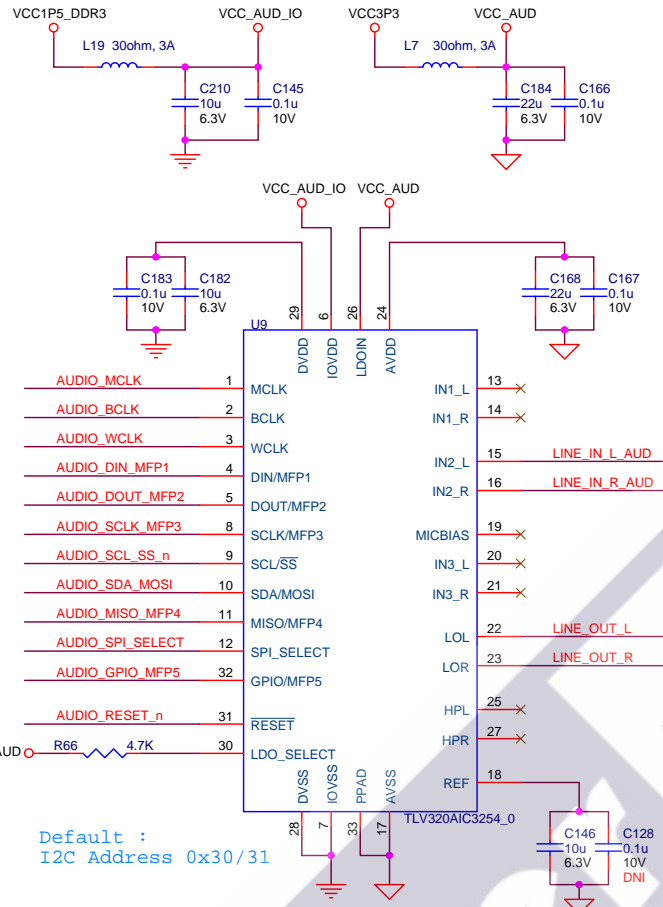 VCC1P5_DDR3 VCC_AUD_IO VCC3P3 VCC_AUD
L19 30ohm, 3A L7 30ohm, 3A
C210 C145 C184 C166
10u 0.1u 22u 0.1u
6.3V 10V 6.3V 10V
VCC_AUD_IO VCC_AUD
C183 C182 C168 C167
0.1u 10u 22u 0.1u
10V 6.3V 6.3V 10V
29 6 26 24
U9
DVDD IOVDD LDOIN AVDD
AUDIO_MCLK 1 MCLK IN1_L 13
AUDIO_BCLK 2 BCLK IN1_R 14
AUDIO_WCLK 3 WCLK
IN2_L 15 LINE_IN_L_AUD
AUDIO_DIN_MFP1 4 DIN/MFP1
IN2_R 16 LINE_IN_R_AUD
AUDIO_DOUT_MFP2 5 DOUT/MFP2
AUDIO_SCLK_MFP3 8 SCLK/MFP3 MICBIAS 19
AUDIO_SCL_SS_n 9 SCL/SS IN3_L 20
AUDIO_SDA_MOSI 10 SDA/MOSI IN3_R 21
AUDIO_MISO_MFP4 11 MISO/MFP4
LOL 22 LINE_OUT_L
AUDIO_SPI_SELECT 12 SPI_SELECT
LOR 23 LINE_OUT_R
AUDIO_GPIO_MFP5 32 GPIO/MFP5
HPL 25
AUDIO_RESET_n 31 RESET
HPR 27
AUD R66 4.7K 30 LDO_SELECT
REF 18
DVSS IOVSS PPAD AVSS
28 7 33 17
TLV320AIC3254_0
Default :
I2C Address 0x30/31
C146 C128
10u 0.1u
6.3V 10V
DNI